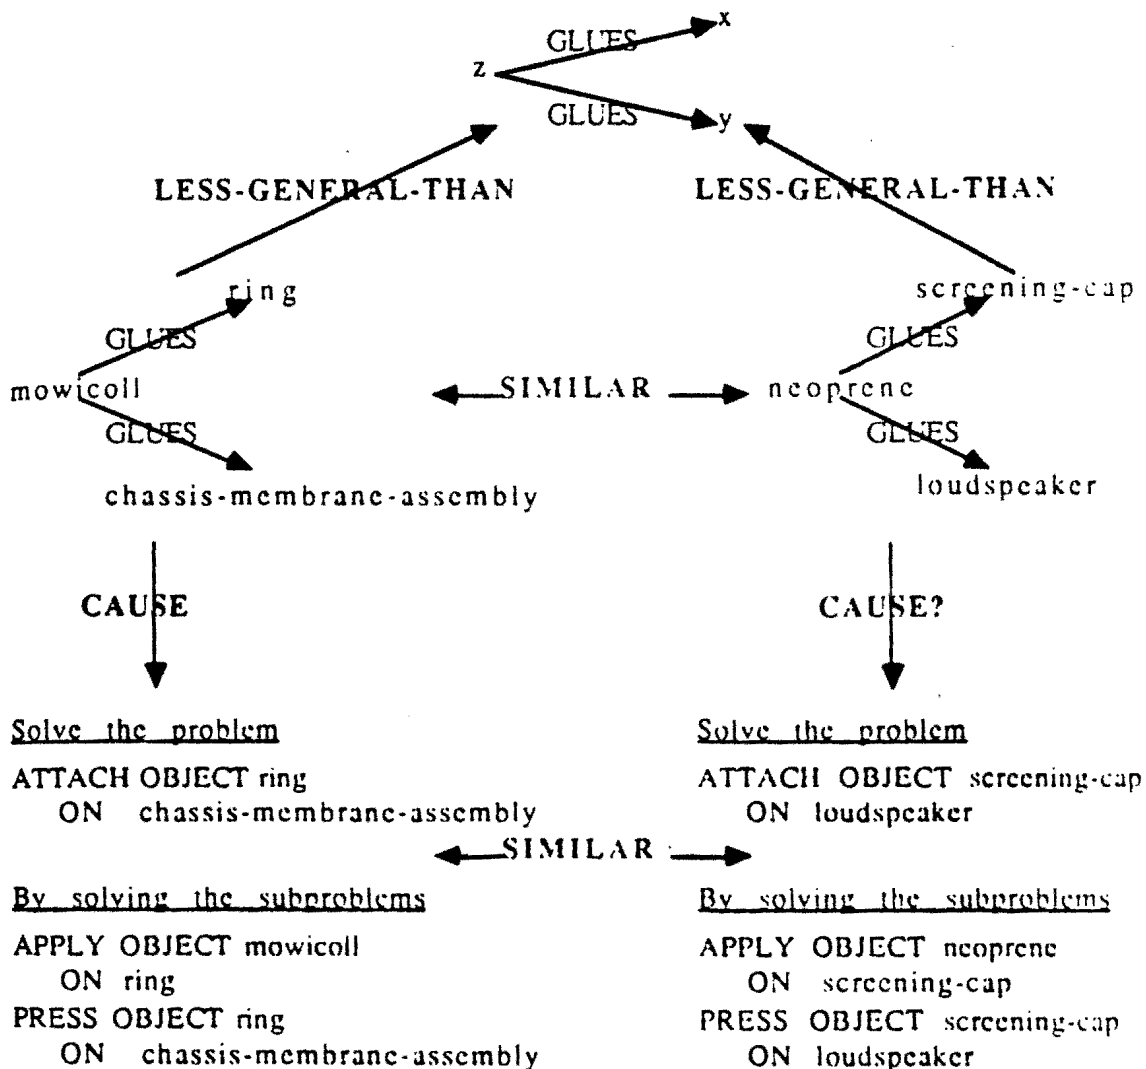 x
GLUES
z
GLUES
y
LESS-GENERAL-THAN LESS-GENERAL-THAN
ring screening-cap
GLUES GLUES
mowicoll SIMILAR neoprene
GLUES GLUES
chassis-membrane-assembly loudspeaker
CAUSE CAUSE?
Solve the problem Solve the problem
ATTACH OBJECT ring ATTACH OBJECT screening-cap
ON chassis-membrane-assembly ON loudspeaker
SIMILAR
By solving the subproblems By solving the subproblems
APPLY OBJECT mowicoll APPLY OBJECT neoprene
ON ring ON screening-cap
PRESS OBJECT ring PRESS OBJECT screening-cap
ON chassis-membrane-assembly ON loudspeaker